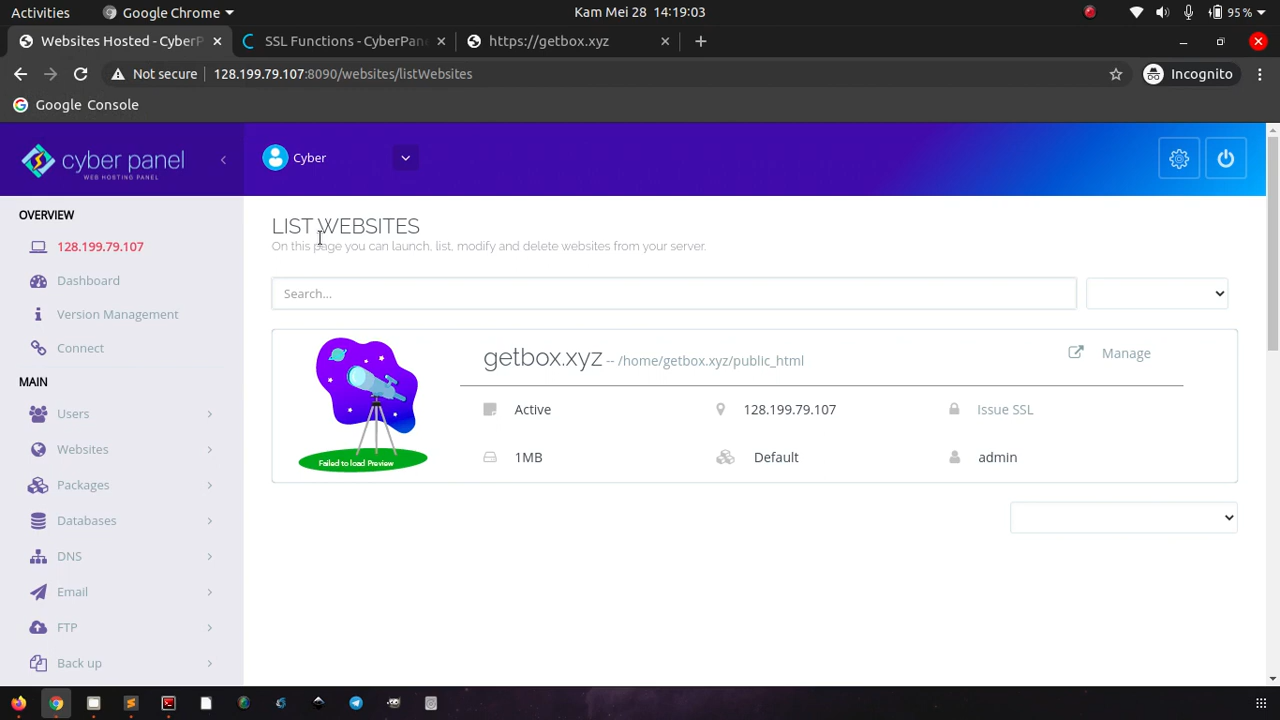 Activities Google Chrome Kam Mei 28 14:19:03 95 %
Websites Hosted - CyberP SSL Functions - CyberPane https://getbox.xyz
Not secure 128.199.79.107:8090/websites/listWebsites Incognito
Google Console
cyber panel
WEB HOSTING PANEL
Cyber
OVERVIEW
128.199.79.107
Dashboard
Version Management
Connect
MAIN
Users
Websites
Packages
Databases
DNS
Email
FTP
Back up
LIST WEBSITES
On this page you can launch, list, modify and delete websites from your server.
Search...
getbox.xyz -- /home/getbox.xyz/public_html Manage
Active 128.199.79.107 Issue SSL
1MB Default admin
Failed to load Preview